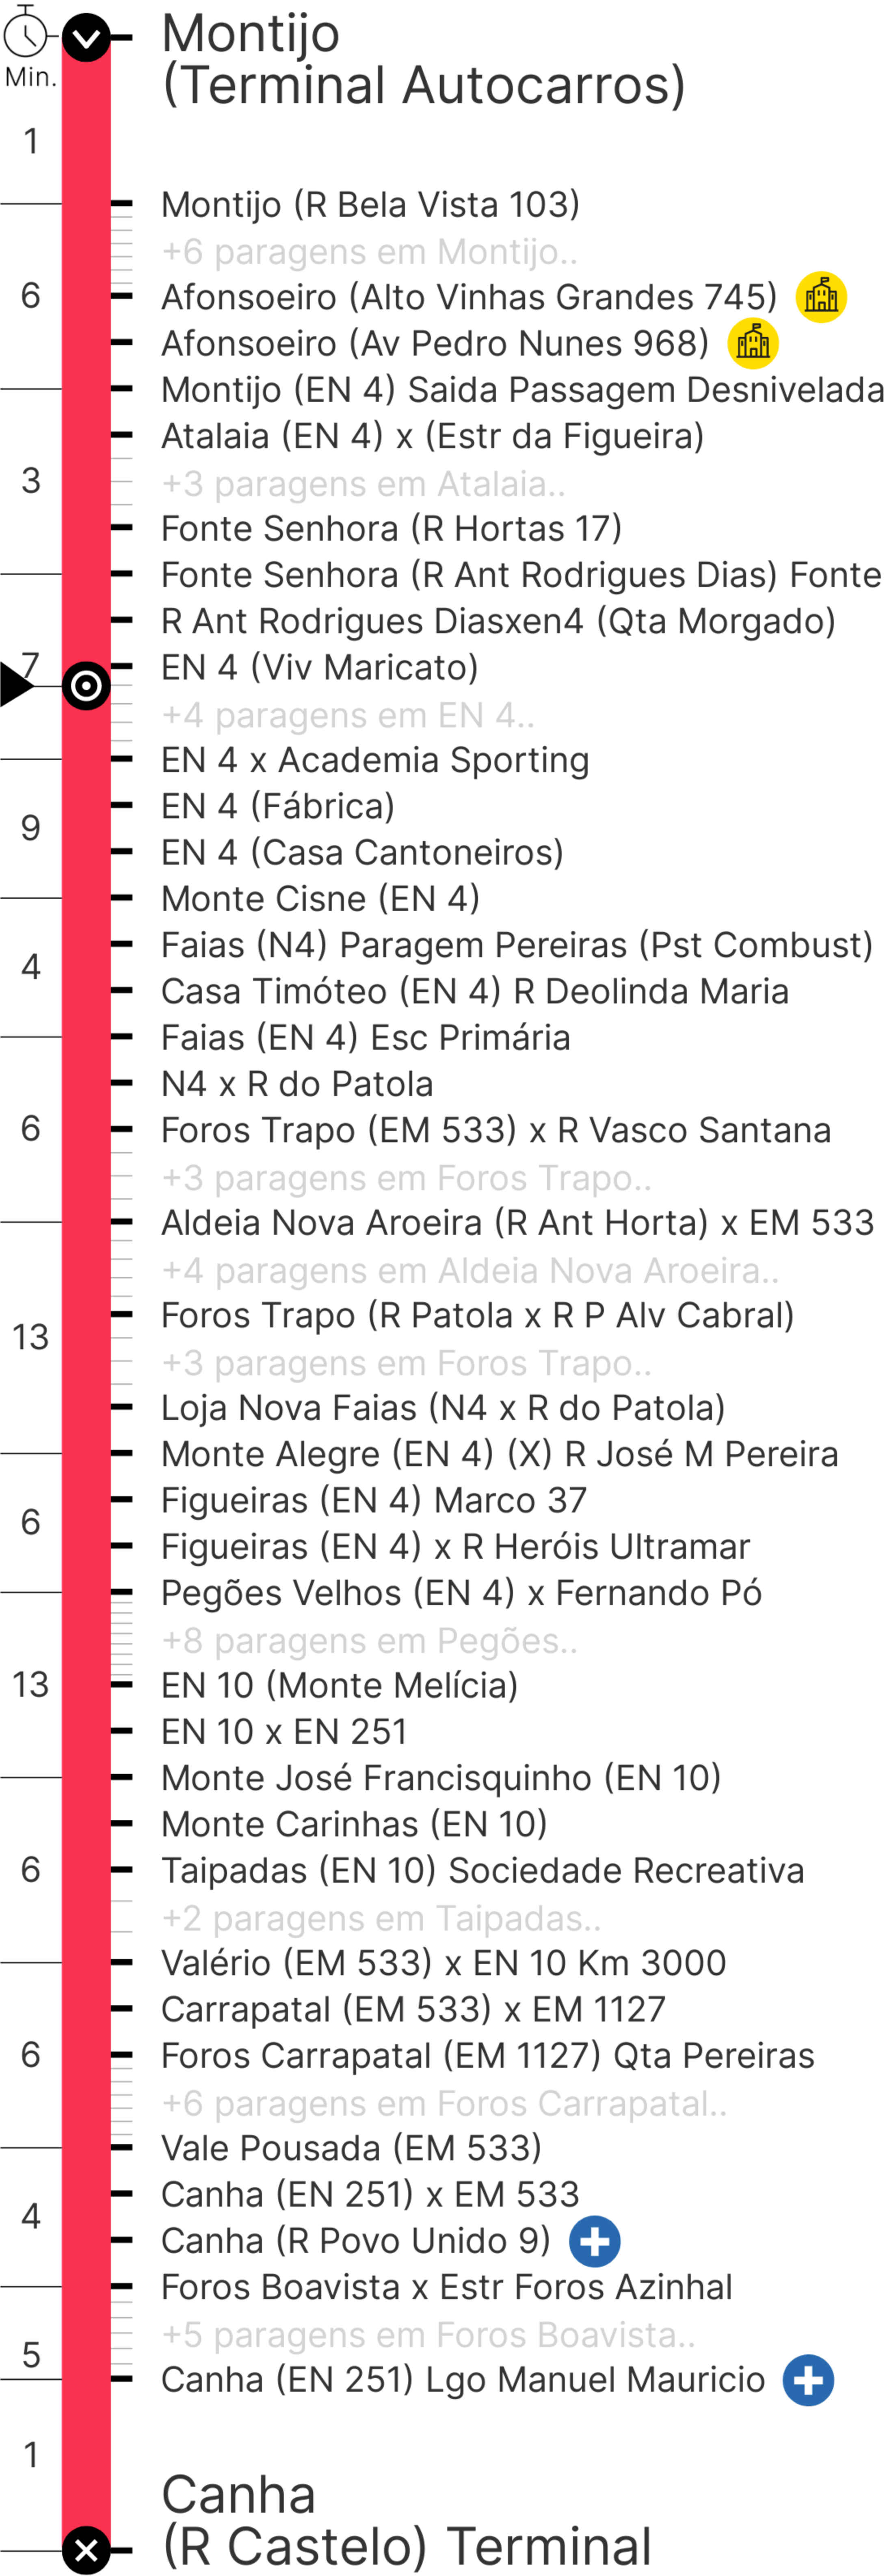 Montijo
(Terminal Autocarros)
Min.
1
Montijo (R Bela Vista 103)
+6 paragens em Montijo..
6
Afonsoeiro (Alto Vinhas Grandes 745)
Afonsoeiro (Av Pedro Nunes 968)
Montijo (EN 4) Saida Passagem Desnivelada
Atalaia (EN 4) x (Estr da Figueira)
3
+3 paragens em Atalaia..
Fonte Senhora (R Hortas 17)
Fonte Senhora (R Ant Rodrigues Dias) Fonte
R Ant Rodrigues Diasxen4 (Qta Morgado)
7
EN 4 (Viv Maricato)
+4 paragens em EN 4..
EN 4 x Academia Sporting
EN 4 (Fábrica)
9
EN 4 (Casa Cantoneiros)
Monte Cisne (EN 4)
Faias (N4) Paragem Pereiras (Pst Combust)
4
Casa Timóteo (EN 4) R Deolinda Maria
Faias (EN 4) Esc Primária
N4 x R do Patola
6
Foros Trapo (EM 533) x R Vasco Santana
+3 paragens em Foros Trapo..
Aldeia Nova Aroeira (R Ant Horta) x EM 533
+4 paragens em Aldeia Nova Aroeira..
Foros Trapo (R Patola x R P Alv Cabral)
13
+3 paragens em Foros Trapo..
Loja Nova Faias (N4 x R do Patola)
Monte Alegre (EN 4) (X) R José M Pereira
Figueiras (EN 4) Marco 37
6
Figueiras (EN 4) x R Heróis Ultramar
Pegões Velhos (EN 4) x Fernando Pó
+8 paragens em Pegões..
13
EN 10 (Monte Melícia)
EN 10 x EN 251
Monte José Francisquinho (EN 10)
Monte Carinhas (EN 10)
6
Taipadas (EN 10) Sociedade Recreativa
+2 paragens em Taipadas..
Valério (EM 533) x EN 10 Km 3000
Carrapatal (EM 533) x EM 1127
6
Foros Carrapatal (EM 1127) Qta Pereiras
+6 paragens em Foros Carrapatal..
Vale Pousada (EM 533)
Canha (EN 251) x EM 533
4
Canha (R Povo Unido 9)
Foros Boavista x Estr Foros Azinhal
+5 paragens em Foros Boavista..
5
Canha (EN 251) Lgo Manuel Mauricio
1
Canha
(R Castelo) Terminal